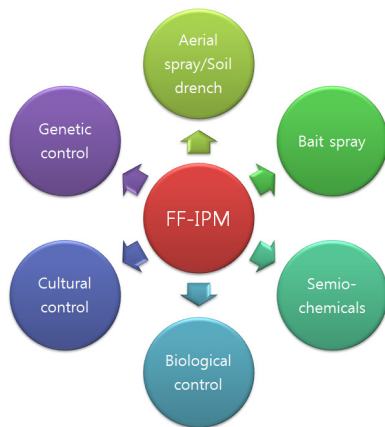 Aerial
spray/Soil
drench
Genetic
control
Bait spray
FF-IPM
Cultural
control
Semio-
chemicals
Biological
control